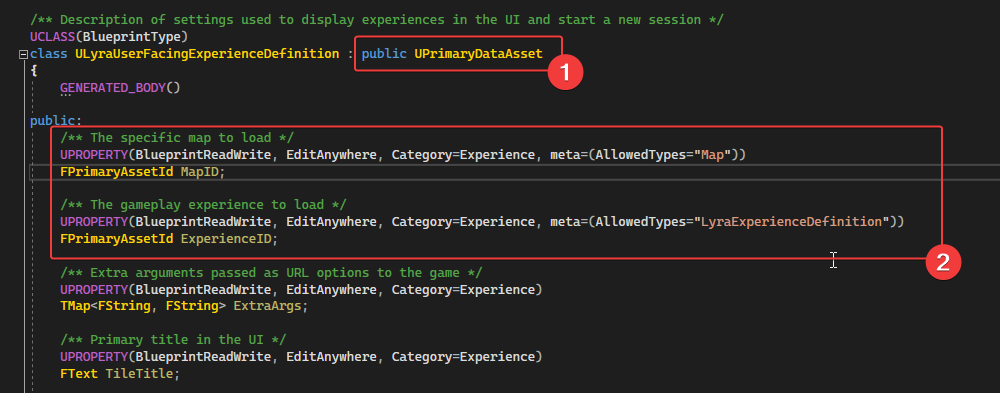 /** Description of settings used to display experiences in the UI and start a new session */
UCLASS(BlueprintType)
class ULyraUserFacingExperienceDefinition : public UPrimaryDataAsset
1
{
GENERATED_BODY()
public:
/** The specific map to load */
UPROPERTY(BlueprintReadWrite, EditAnywhere, Category=Experience, meta=(AllowedTypes="Map"))
FPrimaryAssetId MapID;
/** The gameplay experience to load */
UPROPERTY(BlueprintReadWrite, EditAnywhere, Category=Experience, meta=(AllowedTypes="LyraExperienceDefinition"))
FPrimaryAssetId ExperienceID;
2
/** Extra arguments passed as URL options to the game */
UPROPERTY(BlueprintReadWrite, EditAnywhere, Category=Experience)
TMap<FString, FString> ExtraArgs;
/** Primary title in the UI */
UPROPERTY(BlueprintReadWrite, EditAnywhere, Category=Experience)
FText TileTitle;